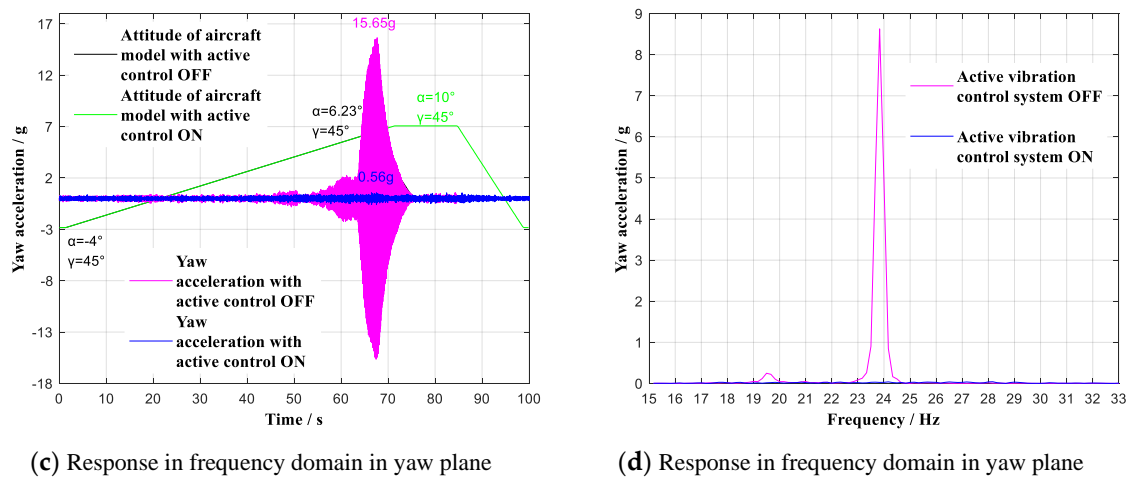 17
12
7
2
-3
-8
-13
-18
Yaw acceleration / g
Attitude of aircraft
model with active
control OFF
Attitude of aircraft
model with active
control ON
15.65g
α=6.23°
γ=45°
α=10°
γ=45°
0.56g
α=-4°
γ=45°
Yaw
acceleration with
active control OFF
Yaw
acceleration with
active control ON
0 10 20 30 40 50 60 70 80 90 100
Time / s
(c) Response in frequency domain in yaw plane
9
8
7
6
5
4
3
2
1
0
Yaw acceleration / g
Active vibration
control system OFF
Active vibration
control system ON
15 16 17 18 19 20 21 22 23 24 25 26 27 28 29 30 31 32 33
Frequency / Hz
(d) Response in frequency domain in yaw plane